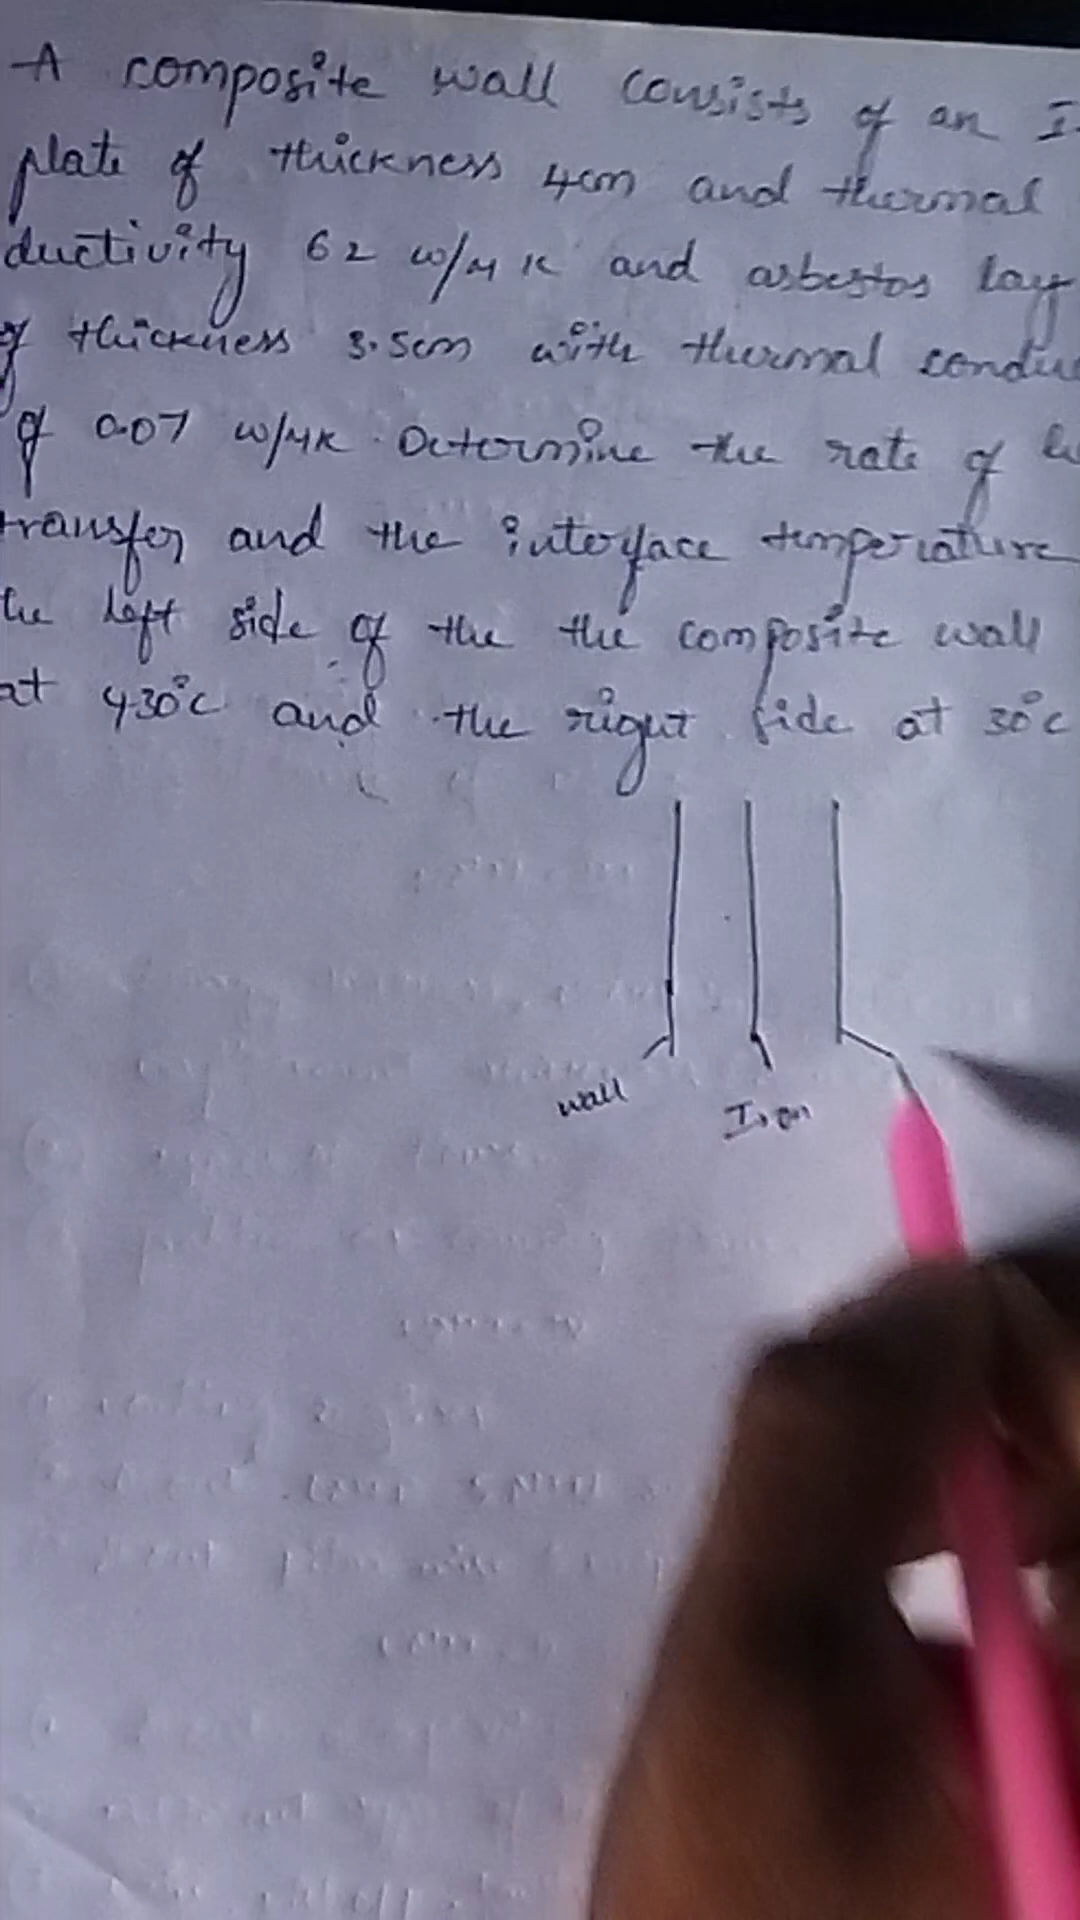 A composite wall consists of an I
plate of thickness 4cm and thermal
ductivity 62 w/mk and asbestos lay
of thickness 3.5cm with thermal condu
of 0.07 w/mk. Determine the rate of
transfer and the interface temperature
the left side of the the composite wall
at 430°c and the right side at 30°c
wall
Iron